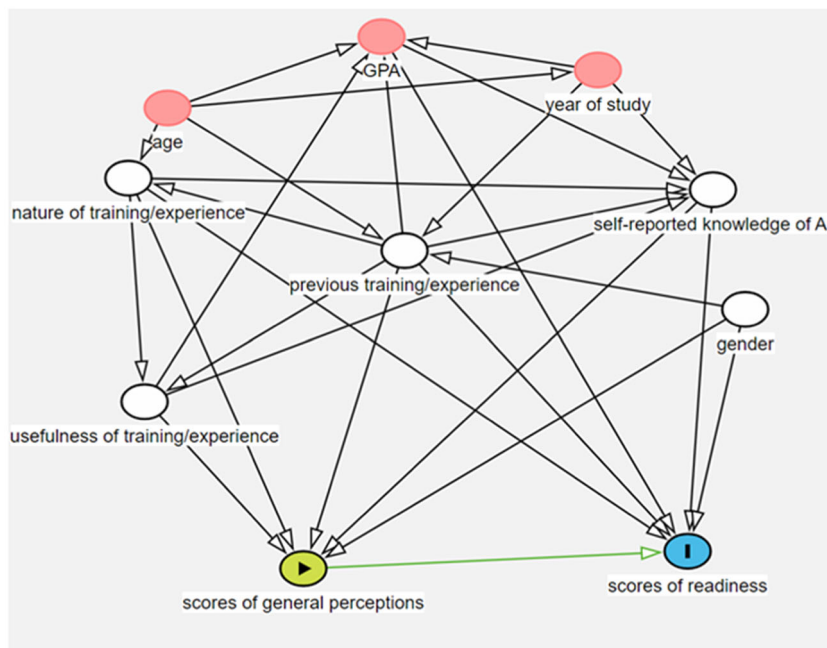 GPA
year of study
age
nature of training/experience
self-reported knowledge of A
previous training/experience
gender
usefulness of training/experience
scores of general perceptions
scores of readiness